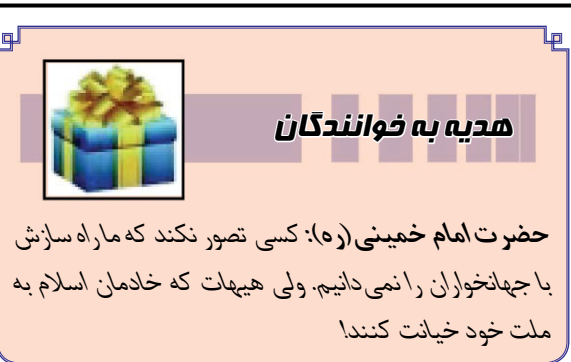 هدیه به خوانندگان
حضرت امام خمینی(ره): کسی تصور نکند که ما راه سازش
با جهانخواران را نمی‌دانیم. ولی هیهات که خادمان اسلام به
ملت خود خیانت کنند!